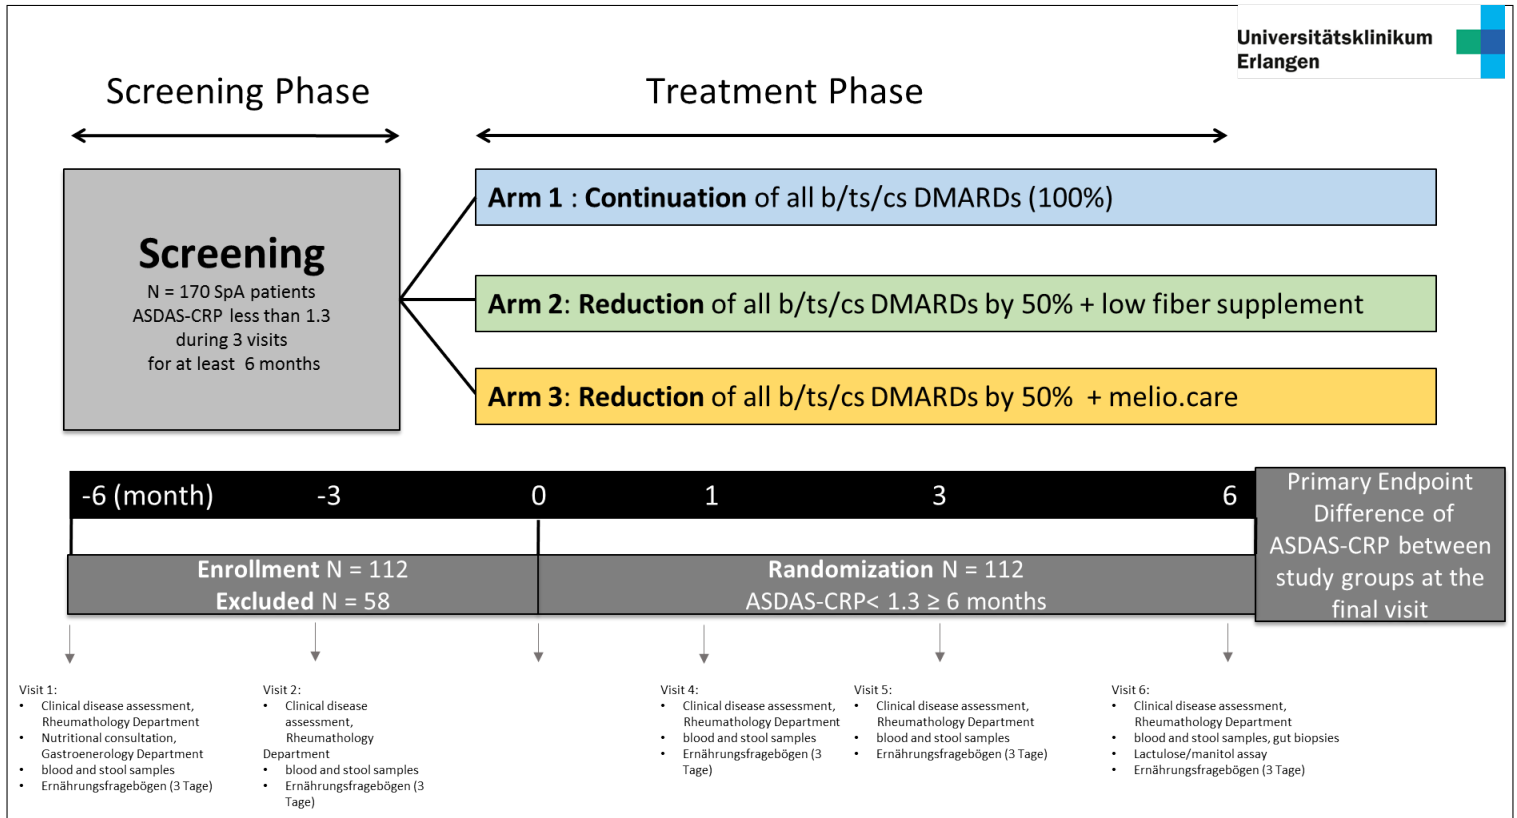 Universitätsklinikum
Erlangen
Screening Phase
Treatment Phase
Screening
N = 170 SpA patients
ASDAS-CRP less than 1.3
during 3 visits
for at least 6 months
Arm 1 : Continuation of all b/ts/cs DMARDs (100%)
Arm 2: Reduction of all b/ts/cs DMARDs by 50% + low fiber supplement
Arm 3: Reduction of all b/ts/cs DMARDs by 50% + melio.care
-6 (month) -3 0 1 3 6
Primary Endpoint
Difference of
ASDAS-CRP between
study groups at the
final visit
Enrollment N = 112
Excluded N = 58
Randomization N = 112
ASDAS-CRP< 1.3 ≥ 6 months
Visit 1:
• Clinical disease assessment,
Rheumathology Department
• Nutritional consultation,
Gastroenerology Department
• blood and stool samples
• Ernährungsfragebögen (3 Tage)
Visit 2:
• Clinical disease
assessment,
Rheumathology
Department
• blood and stool samples
• Ernährungsfragebögen (3
Tage)
Visit 4:
• Clinical disease assessment,
Rheumathology Department
• blood and stool samples
• Ernährungsfragebögen (3
Tage)
Visit 5:
• Clinical disease assessment,
Rheumathology Department
• blood and stool samples
• Ernährungsfragebögen (3 Tage)
Visit 6:
• Clinical disease assessment,
Rheumathology Department
• blood and stool samples, gut biopsies
• Lactulose/manitol assay
• Ernährungsfragebögen (3 Tage)